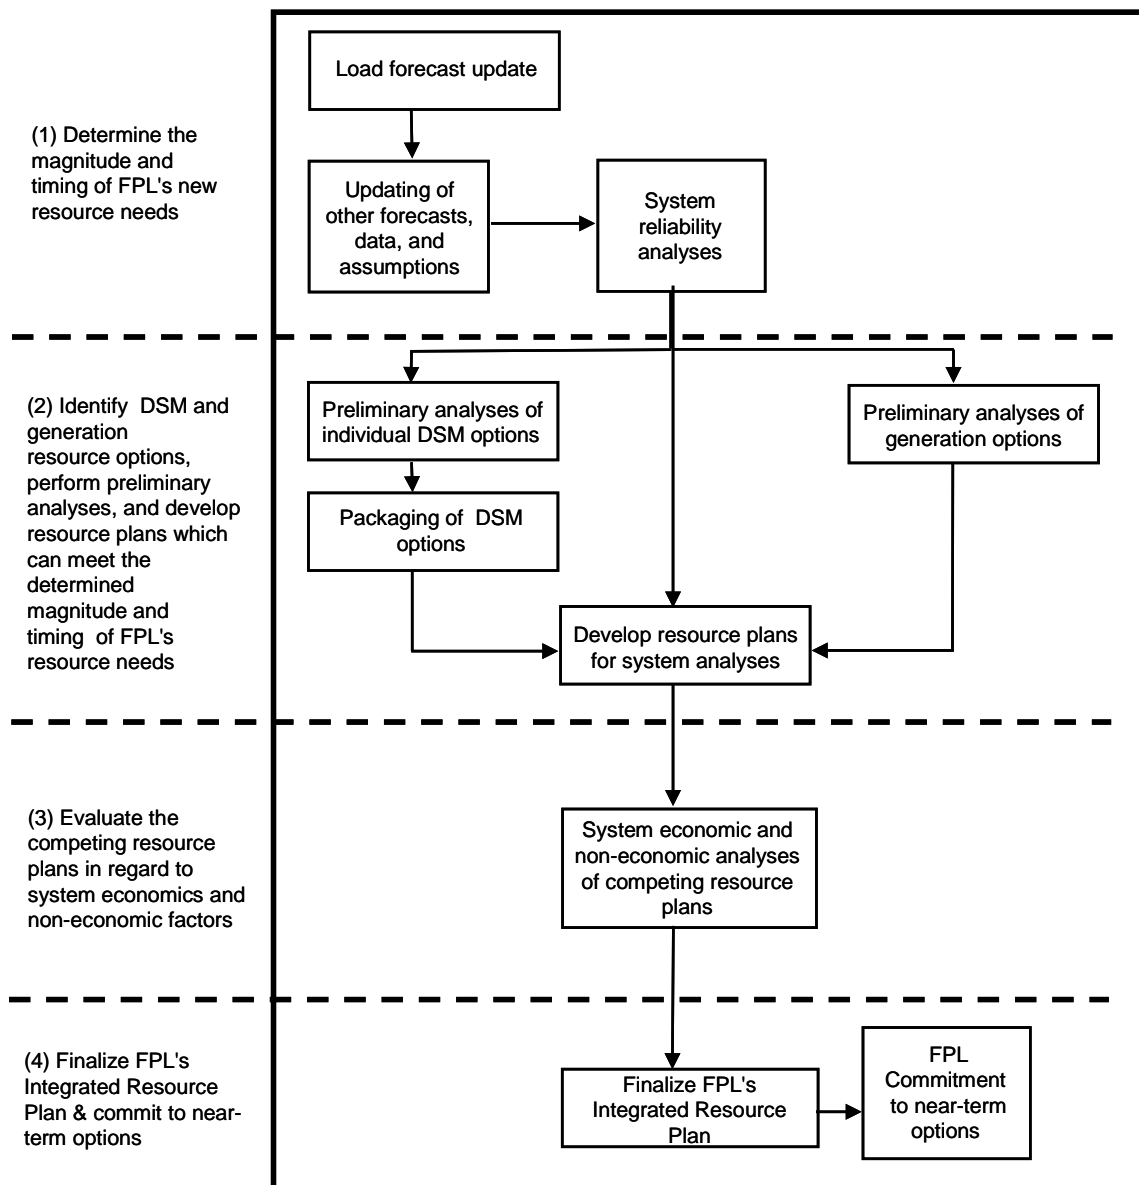 Load forecast update
(1) Determine the
magnitude and
timing of FPL's new
resource needs
Updating of
other forecasts,
data, and
assumptions
System
reliability
analyses
(2) Identify DSM and
generation
resource options,
perform preliminary
analyses, and develop
resource plans which
can meet the
determined
magnitude and
timing of FPL's
resource needs
Preliminary analyses of
individual DSM options
Preliminary analyses of
generation options
Packaging of DSM
options
Develop resource plans
for system analyses
(3) Evaluate the
competing resource
plans in regard to
system economics and
non-economic factors
System economic and
non-economic analyses
of competing resource
plans
(4) Finalize FPL's
Integrated Resource
Plan & commit to near-
term options
Finalize FPL's
Integrated Resource
Plan
FPL
Commitment
to near-term
options